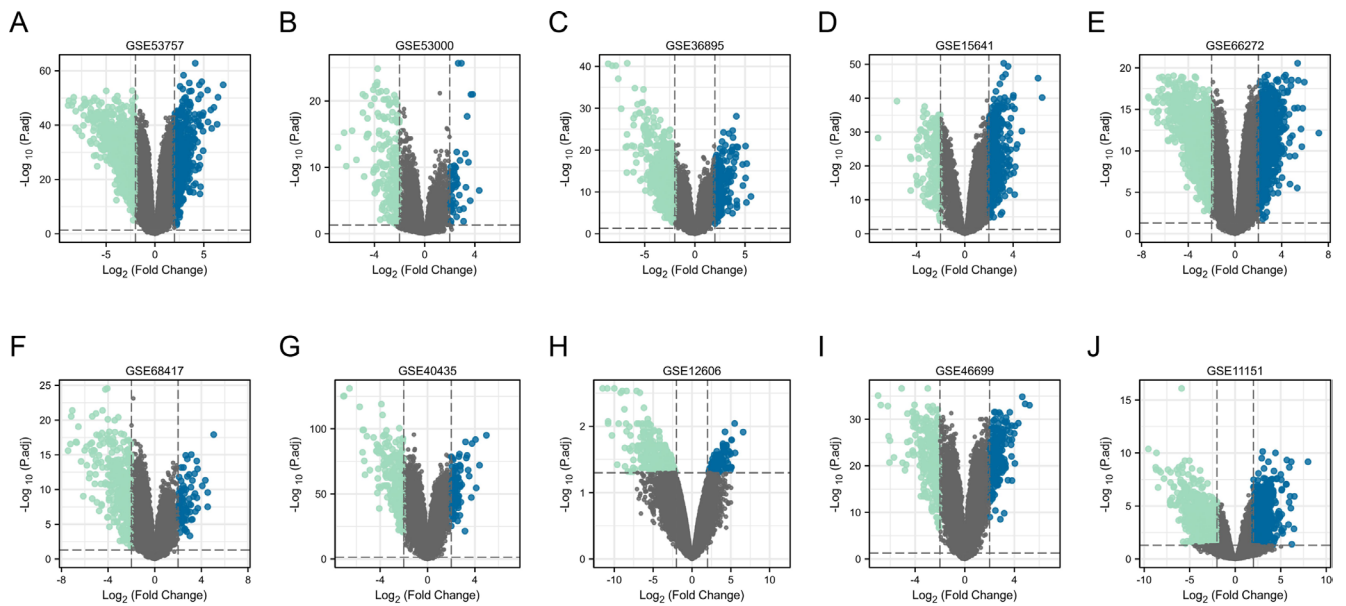 A
GSE53757
-Log 10 (P.adj)
60
40
20
0
-5
0
5
Log2 (Fold Change)
B
GSE53000
-Log 10 (P.adj)
20
10
0
-4
0
4
Log2 (Fold Change)
C
GSE36895
-Log 10 (P.adj)
40
30
20
10
0
-5
0
5
Log2 (Fold Change)
D
GSE15641
-Log 10 (P.adj)
50
40
30
20
10
0
-4
0
4
Log2 (Fold Change)
E
GSE66272
-Log 10 (P.adj)
20
15
10
5
0
-8
-4
0
4
8
Log2 (Fold Change)
F
GSE68417
-Log 10 (P.adj)
25
20
15
10
5
0
-8
-4
0
4
8
Log2 (Fold Change)
G
GSE40435
-Log 10 (P.adj)
100
50
0
-4
0
4
Log2 (Fold Change)
H
GSE12606
-Log 10 (P.adj)
2
1
0
-10
-5
0
5
10
Log2 (Fold Change)
I
GSE46699
-Log 10 (P.adj)
30
20
10
0
-4
0
4
Log2 (Fold Change)
J
GSE11151
-Log 10 (P.adj)
15
10
5
0
-10
-5
0
5
10
Log2 (Fold Change)